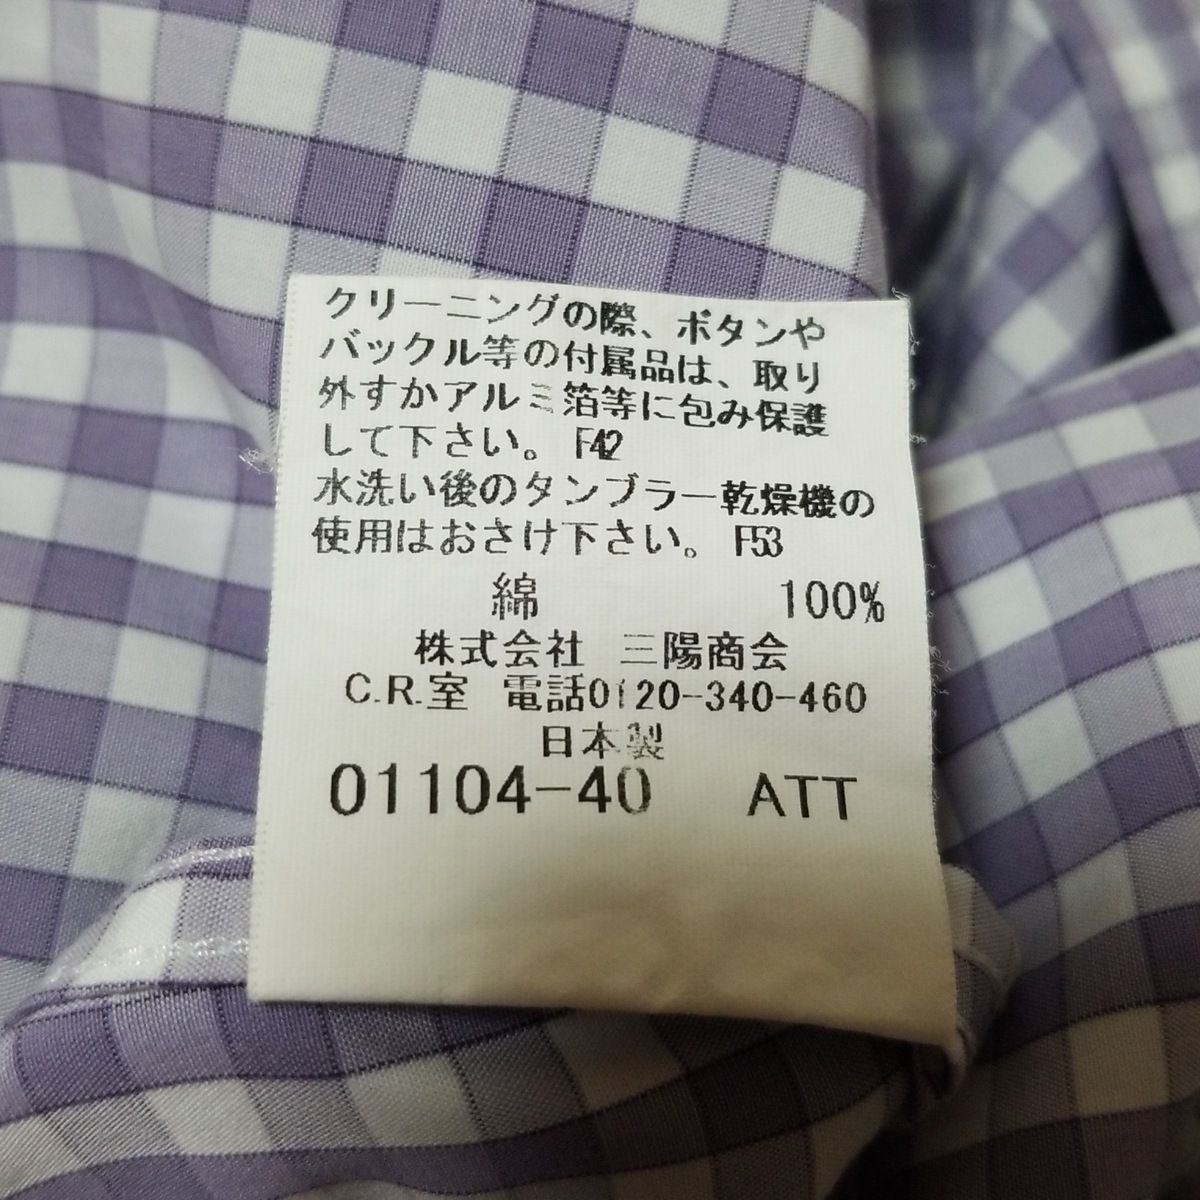 クリーニングの際、ボタンや
バックル等の付属品は、取り
外すかアルミ箔等に包み保護
して下さい。 F42
水洗い後のタンブラー乾燥機の
使用はおさけ下さい。 F53
綿 100%
株式会社 三陽商会
C.R.室 電話0120-340-460
日本製
01104-40 ATT